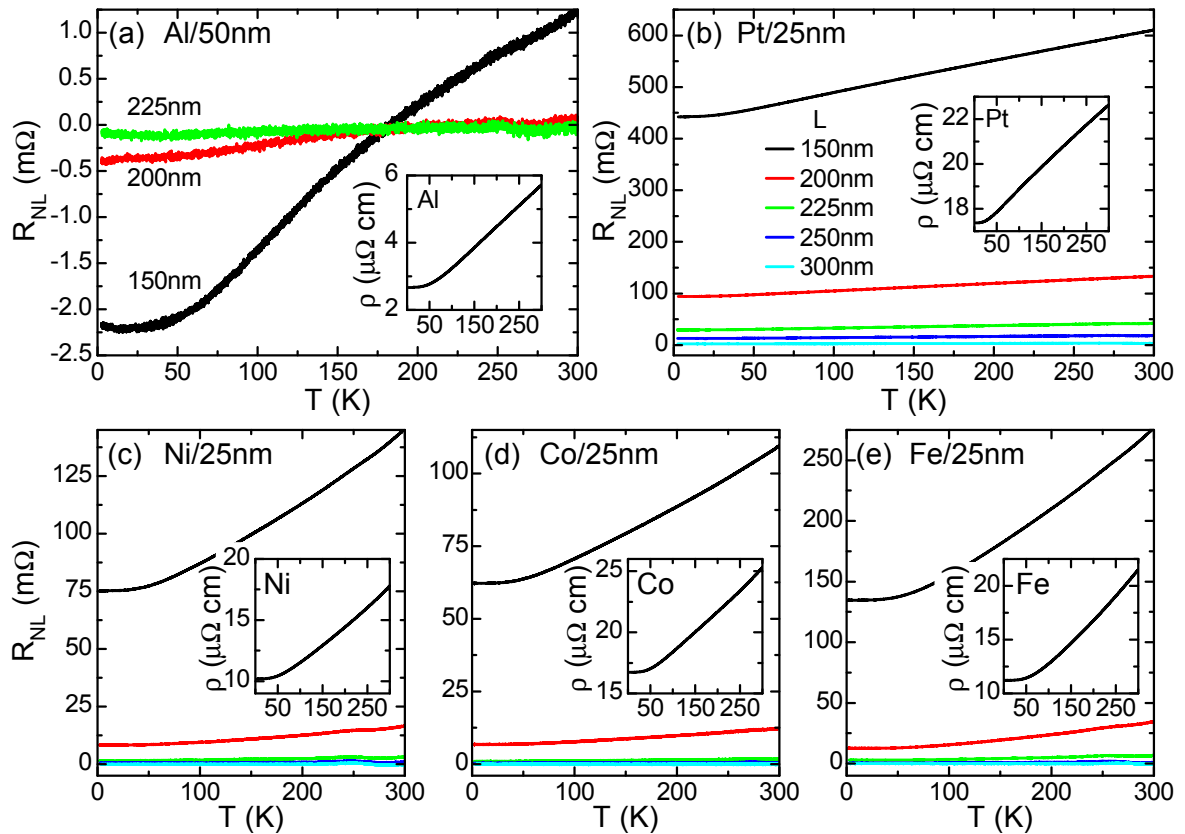 (a) Al/50nm
1.0
0.5
0.0
-0.5
-1.0
-1.5
-2.0
-2.5
R_NL (mΩ)
225nm
200nm
150nm
0 50 100 150 200 250 300
T (K)
Al
6
4
2
ρ (μΩ cm)
50 150 250
(b) Pt/25nm
600
500
400
300
200
100
0
R_NL (mΩ)
L
150nm
200nm
225nm
250nm
300nm
0 100 200 300
T (K)
Pt
22
20
18
ρ (μΩ cm)
50 150 250
(c) Ni/25nm
125
100
75
50
25
0
R_NL (mΩ)
0 50 100 150 200 250 300
T (K)
Ni
20
15
10
ρ (μΩ cm)
50 150 250
(d) Co/25nm
100
75
50
25
0
0 100 200 300
T (K)
Co
25
20
15
ρ (μΩ cm)
50 150 250
(e) Fe/25nm
250
200
150
100
50
0
0 50 100 150 200 250 300
T (K)
Fe
20
15
10
ρ (μΩ cm)
50 150 250